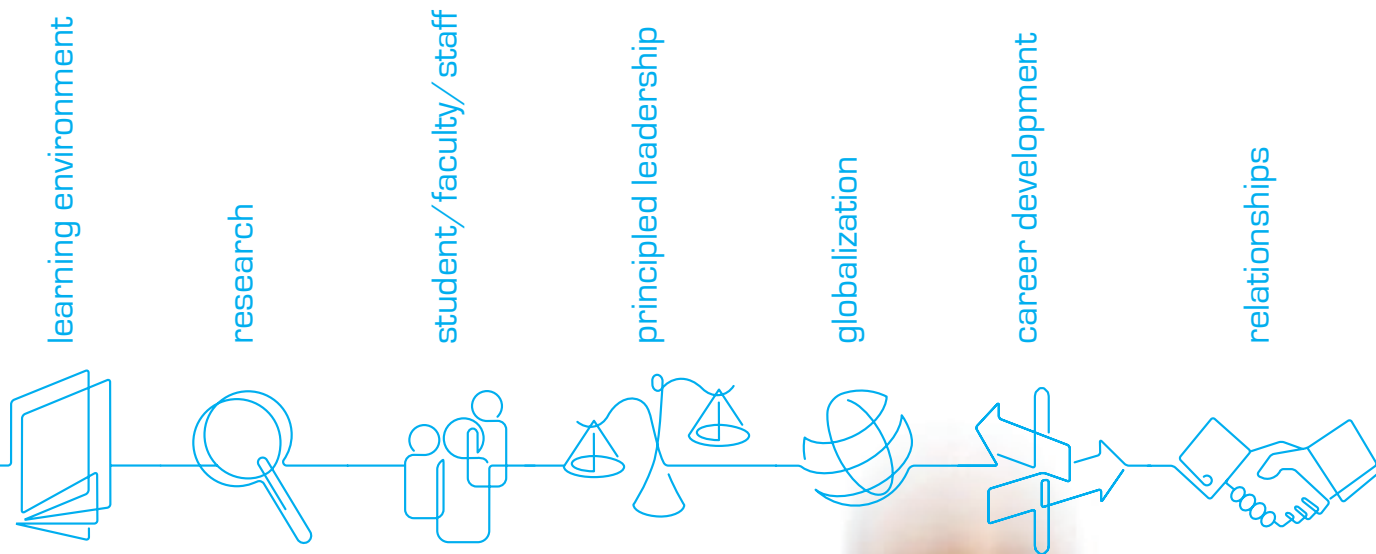 learning environment
research
student/faculty/staff
principled leadership
globalization
career development
relationships